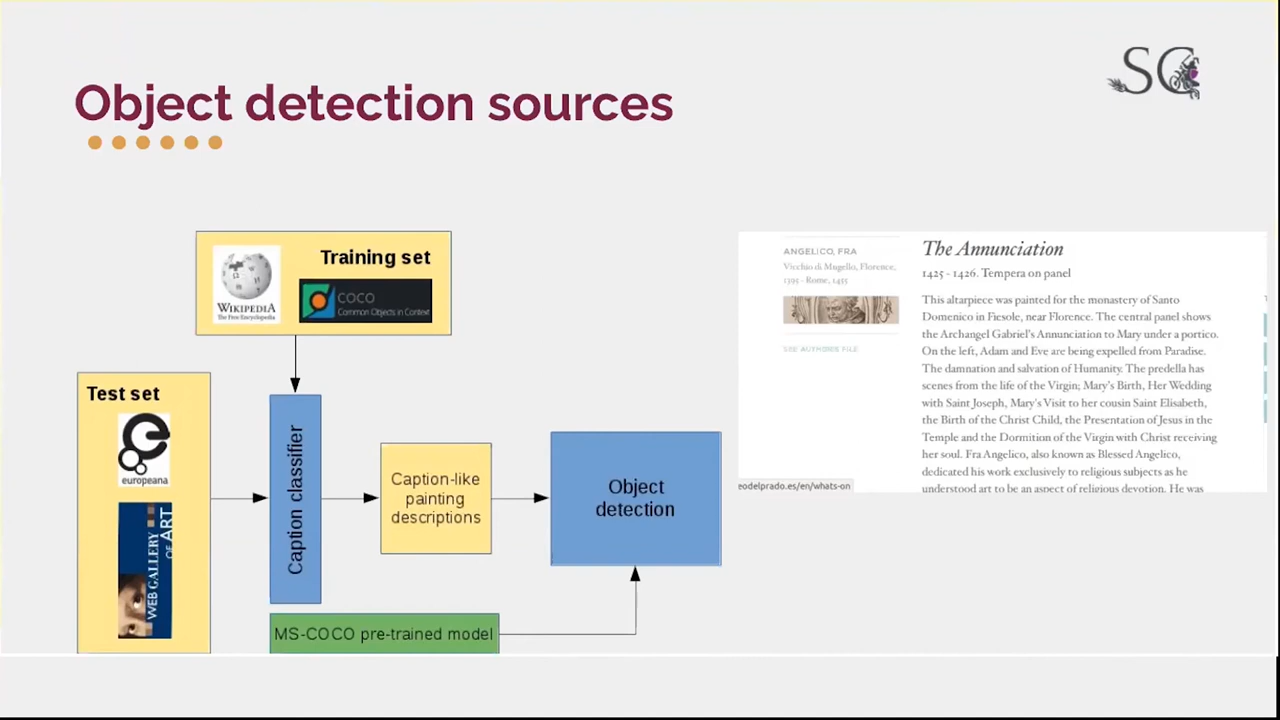 SC
Object detection sources
Training set
WIKIPEDIA
The Free Encyclopedia
COCO
Common Objects in Context
Test set
europeana
WEB GALLERY
OF ART
Caption classifier
Caption-like
painting
descriptions
Object
detection
MS-COCO pre-trained model
ANGELICO, FRA
Vicchio di Mugello, Florence,
1395 - Rome, 1455
SEE AUTHORS FILE
The Annunciation
1425 - 1426. Tempera on panel
This altarpiece was painted for the monastery of Santo
Domenico in Fiesole, near Florence. The central panel shows
the Archangel Gabriel's Annunciation to Mary under a portico.
On the left, Adam and Eve are being expelled from Paradise.
The damnation and salvation of Humanity. The predella has
scenes from the life of the Virgin; Mary's Birth, Her Wedding
with Saint Joseph, Mary's Visit to her cousin Saint Elisabeth,
the Birth of the Christ Child, the Presentation of Jesus in the
Temple and the Dormition of the Virgin with Christ receiving
her soul. Fra Angelico, also known as Blessed Angelico,
dedicated his work exclusively to religious subjects as he
understood art to be an aspect of religious devotion. He was
eodelprado.es/en/whats-on